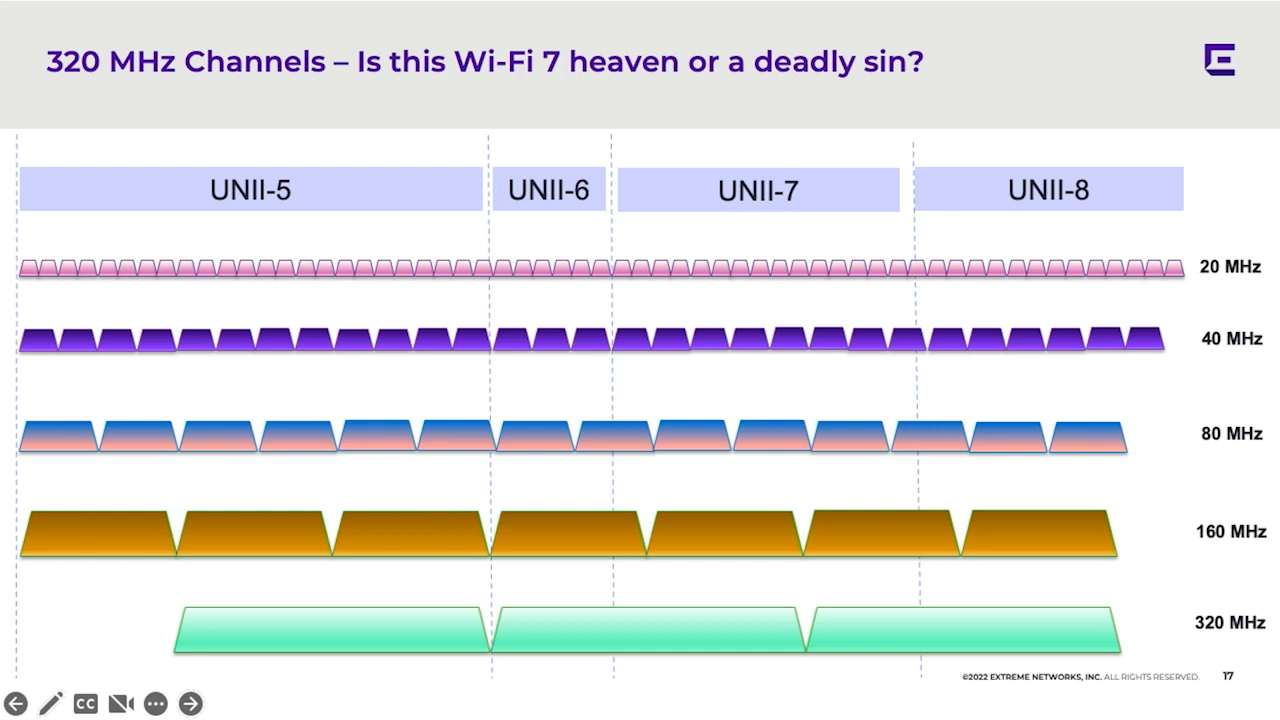 320 MHz Channels – Is this Wi-Fi 7 heaven or a deadly sin?
UNII-5 UNII-6 UNII-7 UNII-8
20 MHz
40 MHz
80 MHz
160 MHz
320 MHz
©2022 EXTREME NETWORKS, INC. ALL RIGHTS RESERVED. 17
CC